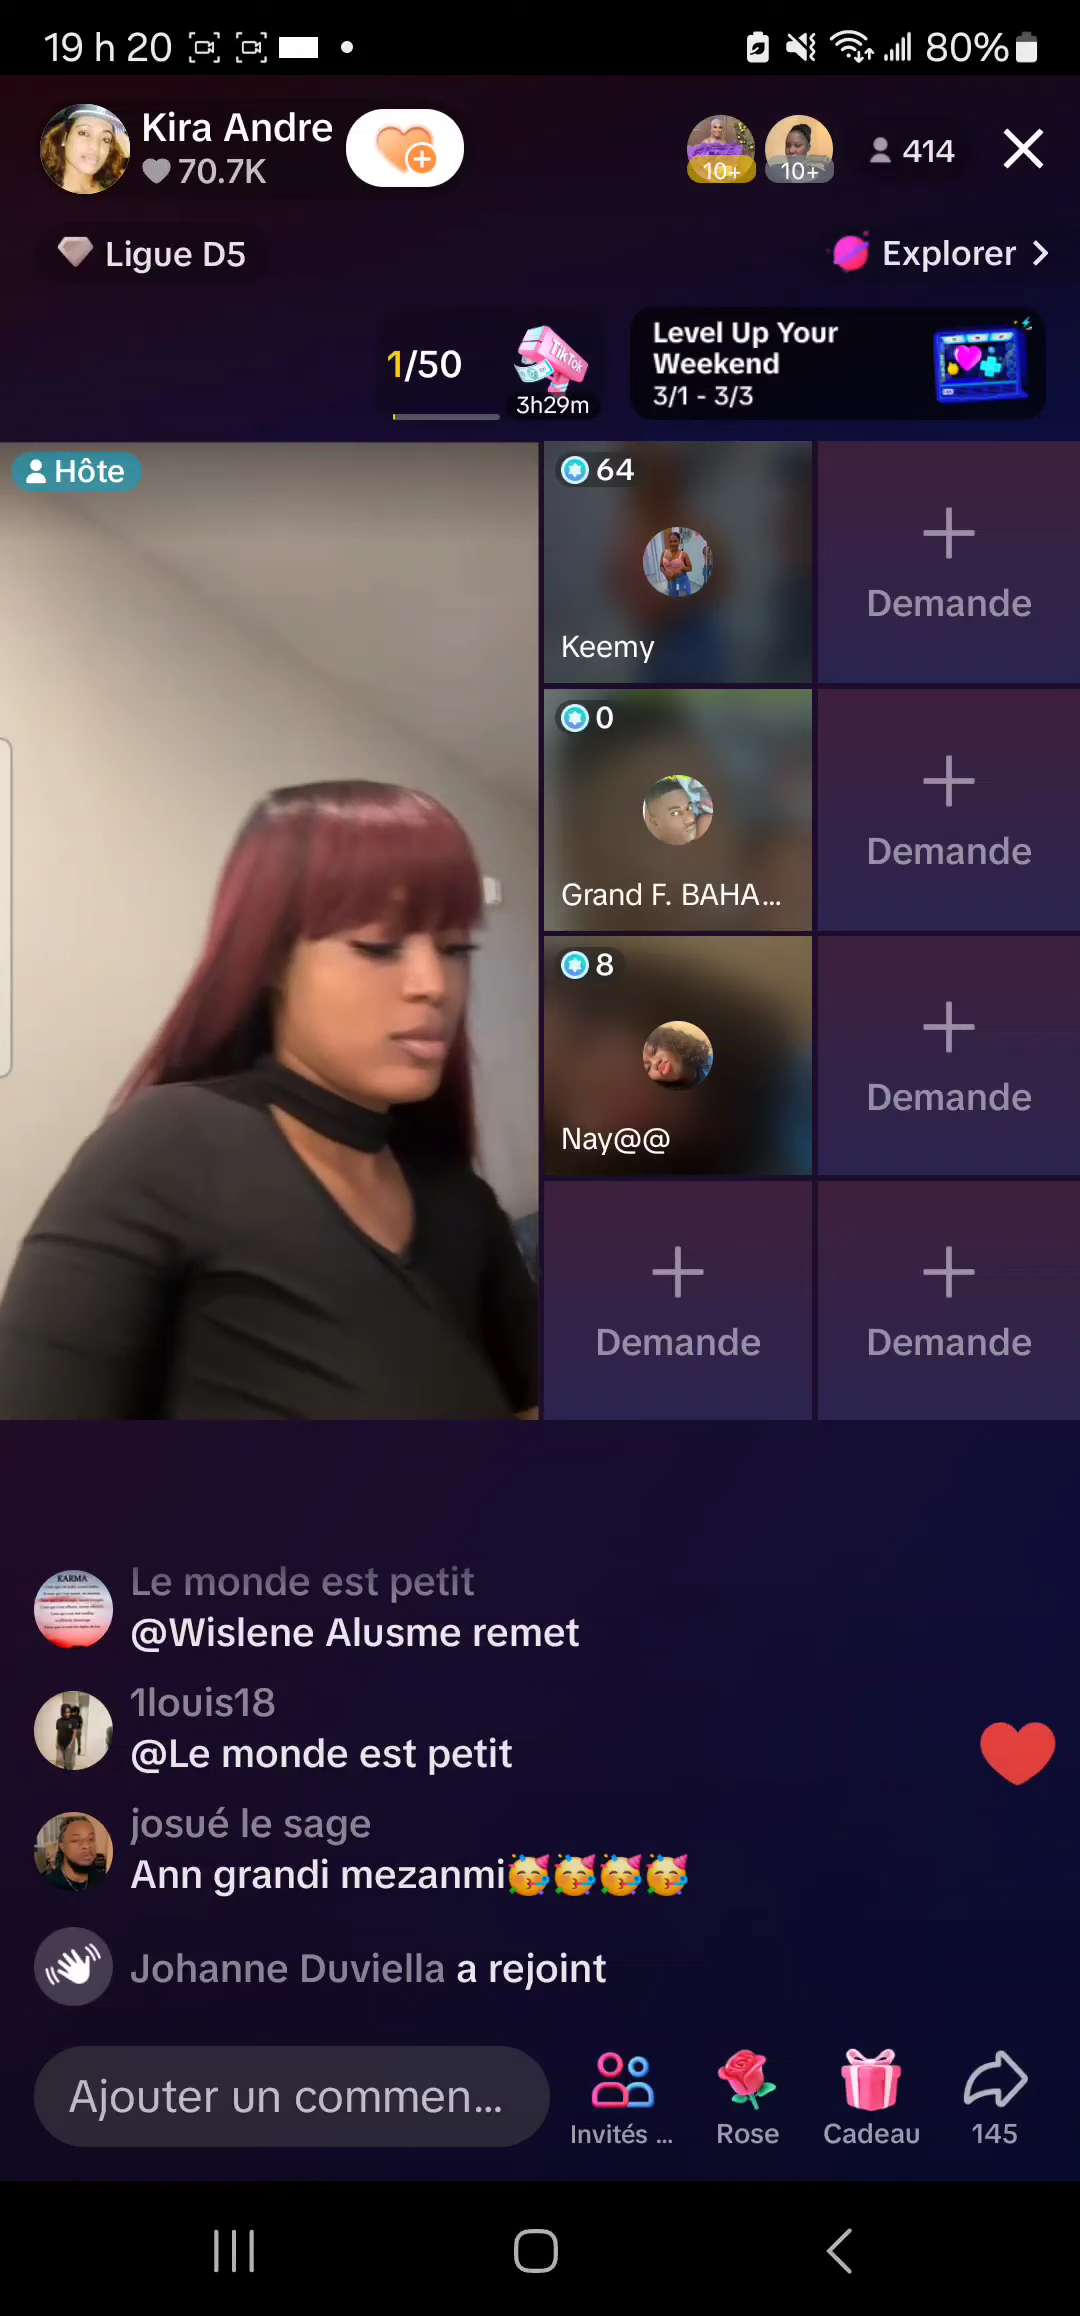 19 h 20
80%
Kira Andre
70.7K
10+
10+
414
Ligue D5
Explorer
1/50
TikTok
3h29m
Level Up Your
Weekend
3/1 - 3/3
Hôte
64
Keemy
Demande
0
Grand F. BAHA...
Demande
8
Nay@@
Demande
Demande
Demande
KARMA
Le monde est petit
@Wislene Alusme remet
1louis18
@Le monde est petit
josué le sage
Ann grandi mezanmi🥳🥳🥳🥳
Johanne Duviella a rejoint
Ajouter un commen...
Invités ...
Rose
Cadeau
145